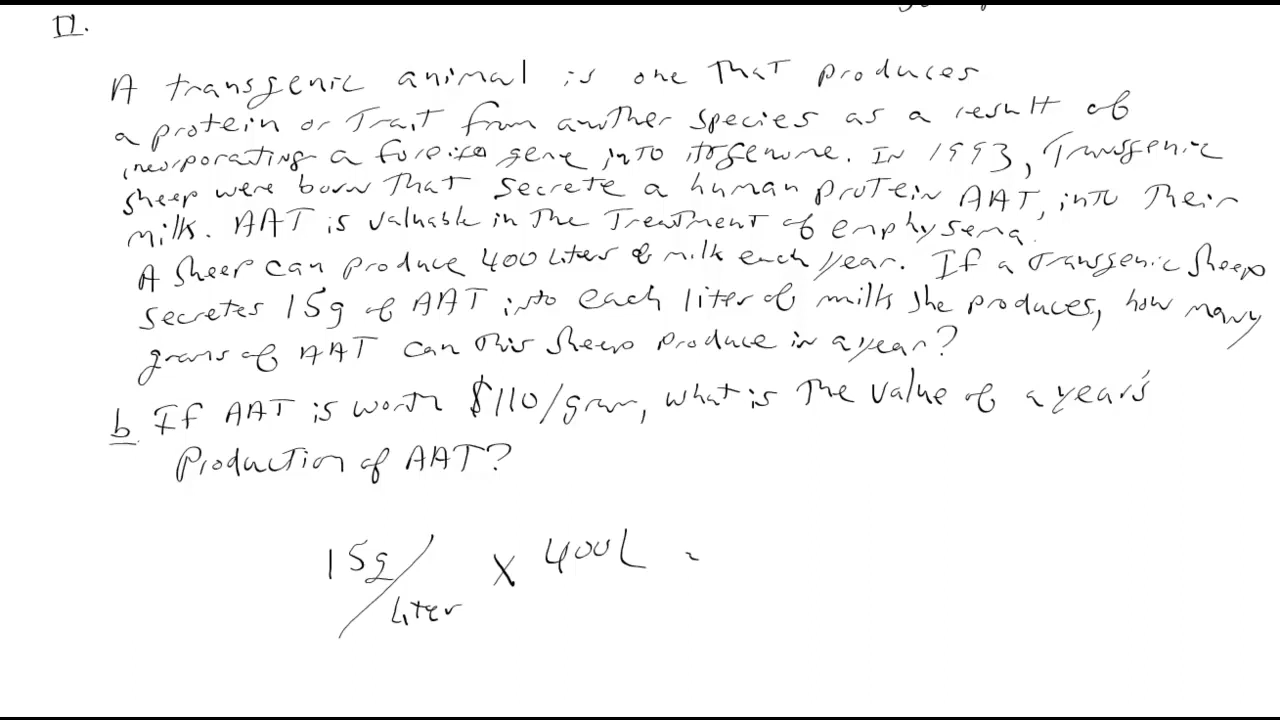 II.
A transgenic animal is one That produces
a protein or Trait from another species as a result of
incorporating a foreign gene into its genome. In 1993, Transgenic
sheep were born That secrete a human protein AAT, into Their
milk. AAT is valuable in The Treatment of emphysema.
A sheep can produce 400 Liters of milk each year. If a transgenic sheep
secretes 15g of AAT into each liter of milk she produces, how many
grams of AAT can this sheep produce in a year?
b If AAT is worth $110/gram, what is The value of a year's
Production of AAT?
15g/Liter x 400L =